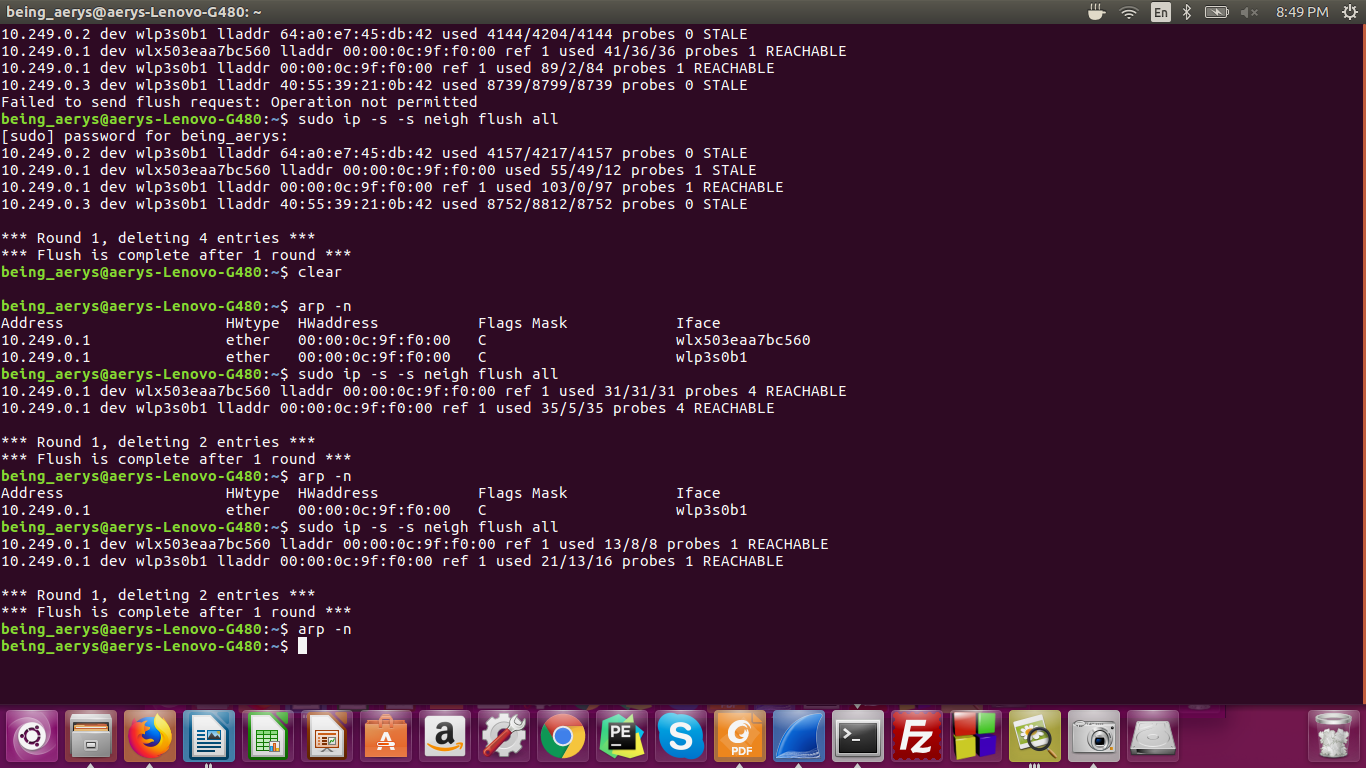 being_aerys@aerys-Lenovo-G480: ~
En
8:49 PM
10.249.0.2 dev wlp3s0b1 lladdr 64:a0:e7:45:db:42 used 4144/4204/4144 probes 0 STALE
10.249.0.1 dev wlx503eaa7bc560 lladdr 00:00:0c:9f:f0:00 ref 1 used 41/36/36 probes 1 REACHABLE
10.249.0.1 dev wlp3s0b1 lladdr 00:00:0c:9f:f0:00 ref 1 used 89/2/84 probes 1 REACHABLE
10.249.0.3 dev wlp3s0b1 lladdr 40:55:39:21:0b:42 used 8739/8799/8739 probes 0 STALE
Failed to send flush request: Operation not permitted
being_aerys@aerys-Lenovo-G480:~$ sudo ip -s -s neigh flush all
[sudo] password for being_aerys:
10.249.0.2 dev wlp3s0b1 lladdr 64:a0:e7:45:db:42 used 4157/4217/4157 probes 0 STALE
10.249.0.1 dev wlx503eaa7bc560 lladdr 00:00:0c:9f:f0:00 used 55/49/12 probes 1 STALE
10.249.0.1 dev wlp3s0b1 lladdr 00:00:0c:9f:f0:00 ref 1 used 103/0/97 probes 1 REACHABLE
10.249.0.3 dev wlp3s0b1 lladdr 40:55:39:21:0b:42 used 8752/8812/8752 probes 0 STALE
*** Round 1, deleting 4 entries ***
*** Flush is complete after 1 round ***
being_aerys@aerys-Lenovo-G480:~$ clear
being_aerys@aerys-Lenovo-G480:~$ arp -n
Address HWtype HWaddress Flags Mask Iface
10.249.0.1 ether 00:00:0c:9f:f0:00 C wlx503eaa7bc560
10.249.0.1 ether 00:00:0c:9f:f0:00 C wlp3s0b1
being_aerys@aerys-Lenovo-G480:~$ sudo ip -s -s neigh flush all
10.249.0.1 dev wlx503eaa7bc560 lladdr 00:00:0c:9f:f0:00 ref 1 used 31/31/31 probes 4 REACHABLE
10.249.0.1 dev wlp3s0b1 lladdr 00:00:0c:9f:f0:00 ref 1 used 35/5/35 probes 4 REACHABLE
*** Round 1, deleting 2 entries ***
*** Flush is complete after 1 round ***
being_aerys@aerys-Lenovo-G480:~$ arp -n
Address HWtype HWaddress Flags Mask Iface
10.249.0.1 ether 00:00:0c:9f:f0:00 C wlp3s0b1
being_aerys@aerys-Lenovo-G480:~$ sudo ip -s -s neigh flush all
10.249.0.1 dev wlx503eaa7bc560 lladdr 00:00:0c:9f:f0:00 ref 1 used 13/8/8 probes 1 REACHABLE
10.249.0.1 dev wlp3s0b1 lladdr 00:00:0c:9f:f0:00 ref 1 used 21/13/16 probes 1 REACHABLE
*** Round 1, deleting 2 entries ***
*** Flush is complete after 1 round ***
being_aerys@aerys-Lenovo-G480:~$ arp -n
being_aerys@aerys-Lenovo-G480:~$
A
a
PE
S
PDF
>_
Fz